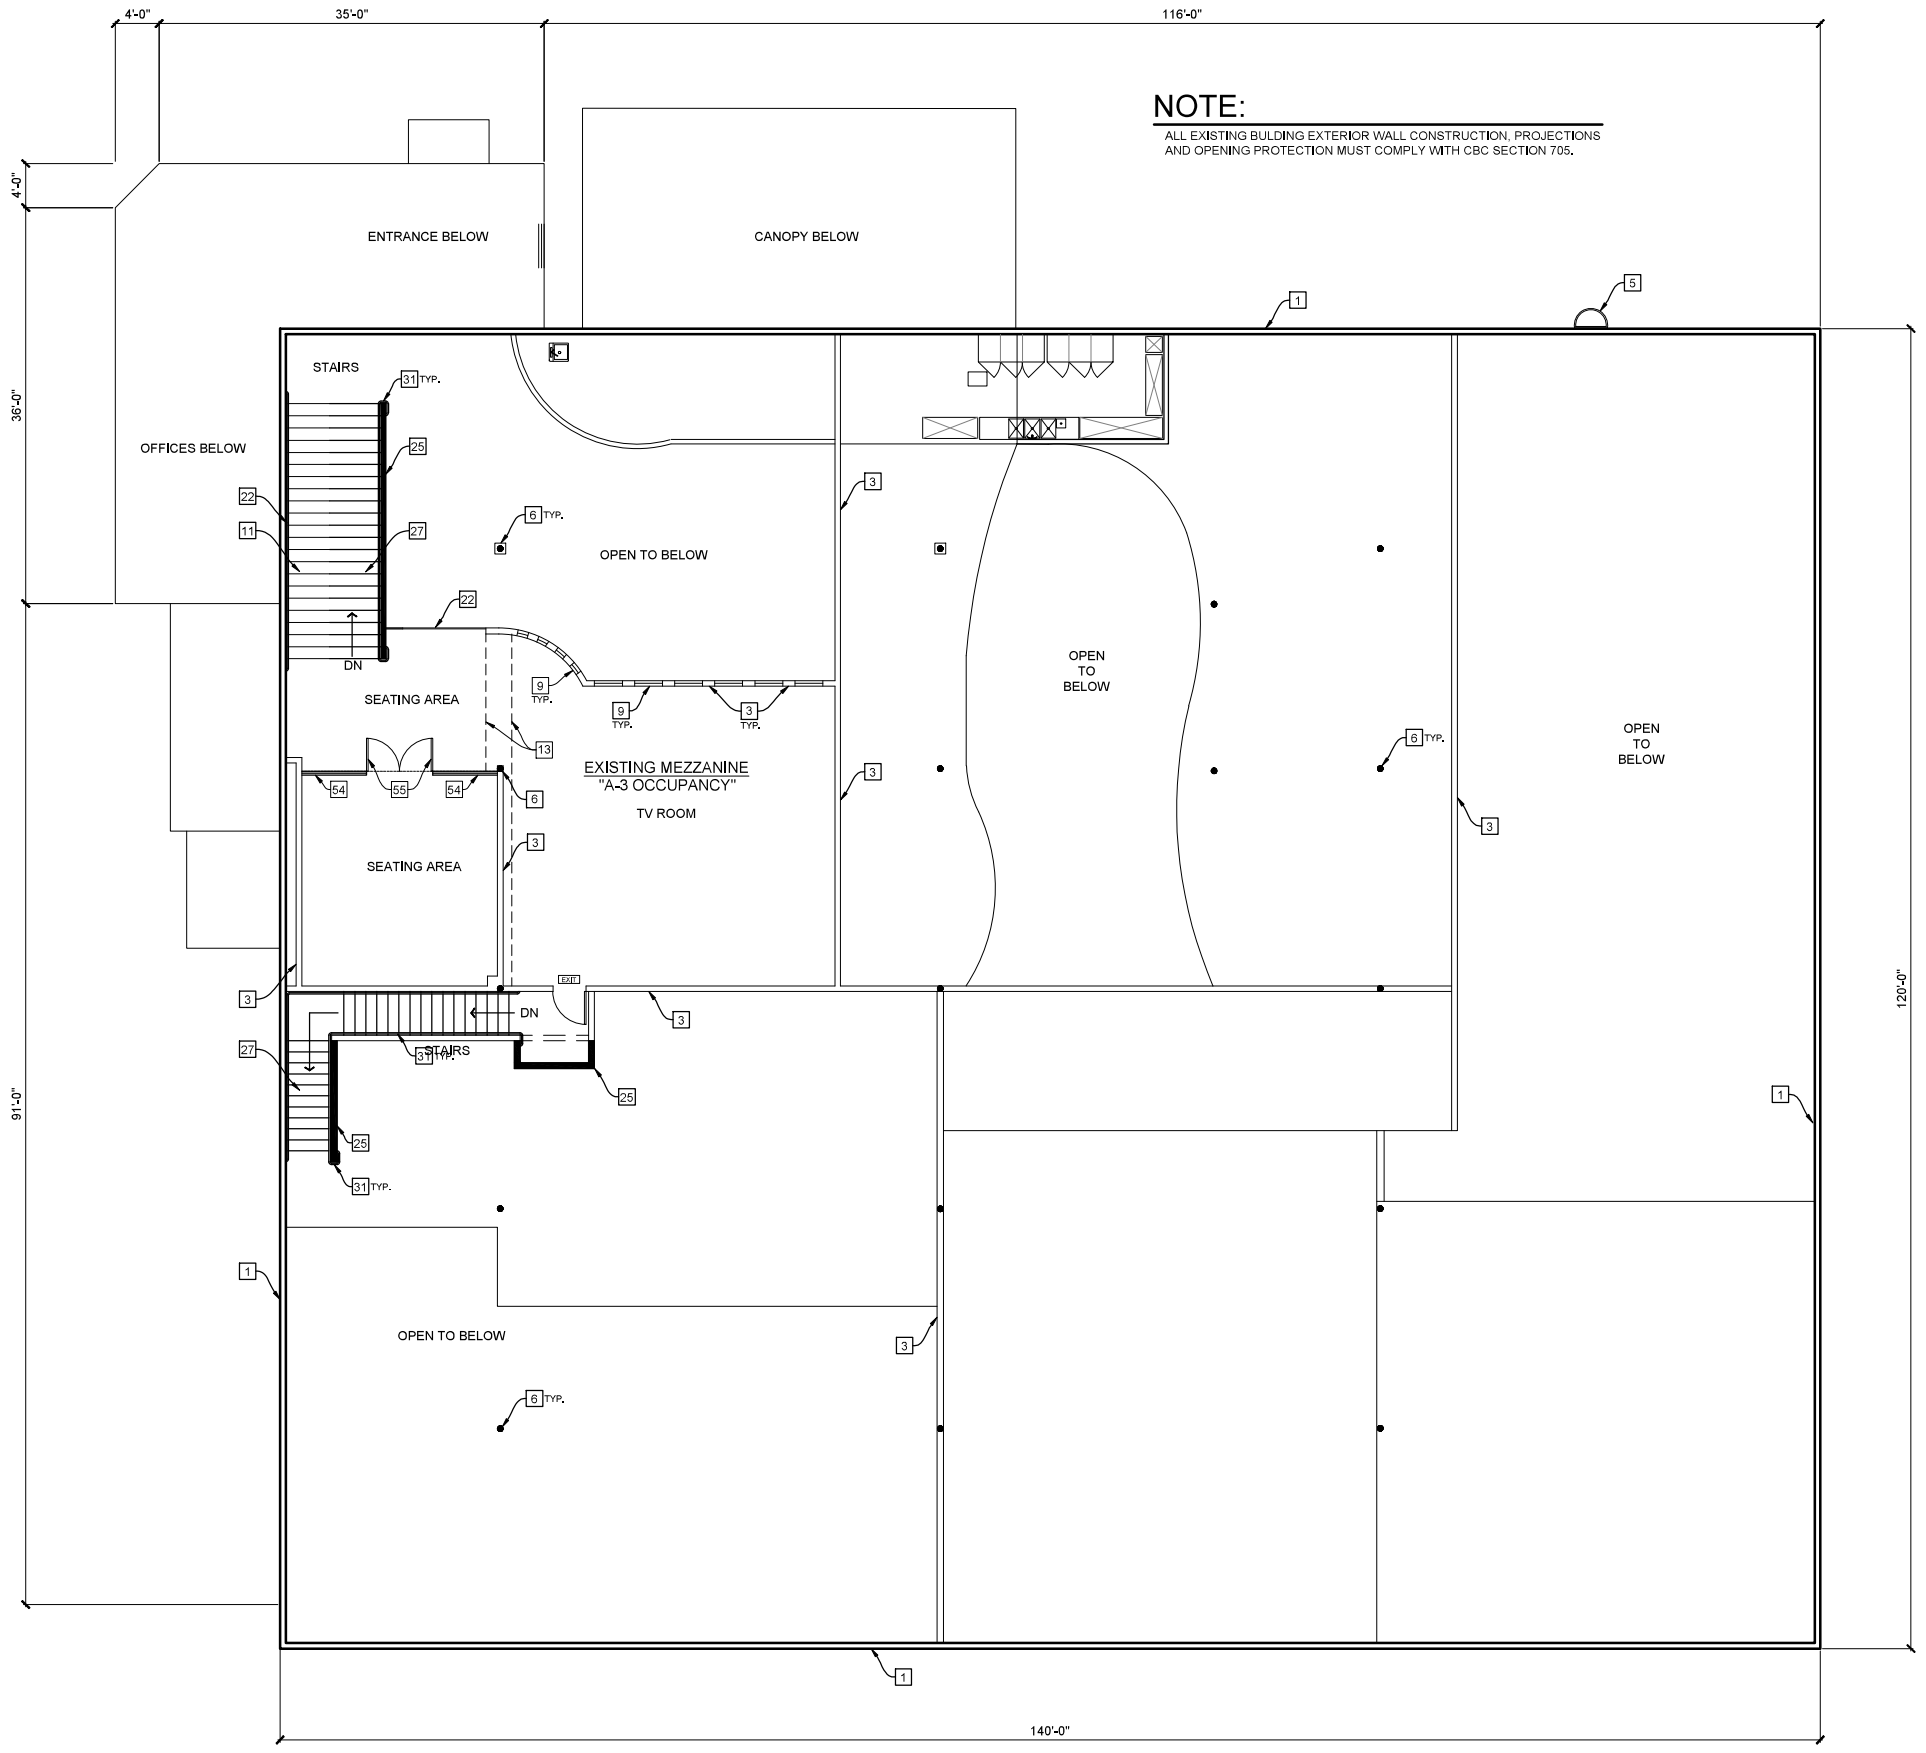 4'-0"
35'-0"
116'-0"
NOTE:
ALL EXISTING BULDING EXTERIOR WALL CONSTRUCTION, PROJECTIONS
AND OPENING PROTECTION MUST COMPLY WITH CBC SECTION 705.
4'-0"
ENTRANCE BELOW
CANOPY BELOW
5
1
STAIRS
31 TYP.
36'-0"
OFFICES BELOW
25
3
22
6 TYP.
11
27
OPEN TO BELOW
22
OPEN
TO
BELOW
DN
SEATING AREA
9
TYP.
9
TYP.
3
TYP.
13
6 TYP.
OPEN
TO
BELOW
EXISTING MEZZANINE
"A-3 OCCUPANCY"
TV ROOM
3
54
55
54
6
3
3
SEATING AREA
EXIT
3
120'-0"
DN
3
27
STAIRS
31 TYP.
25
1
91'-0"
25
31 TYP.
1
OPEN TO BELOW
3
6 TYP.
1
140'-0"